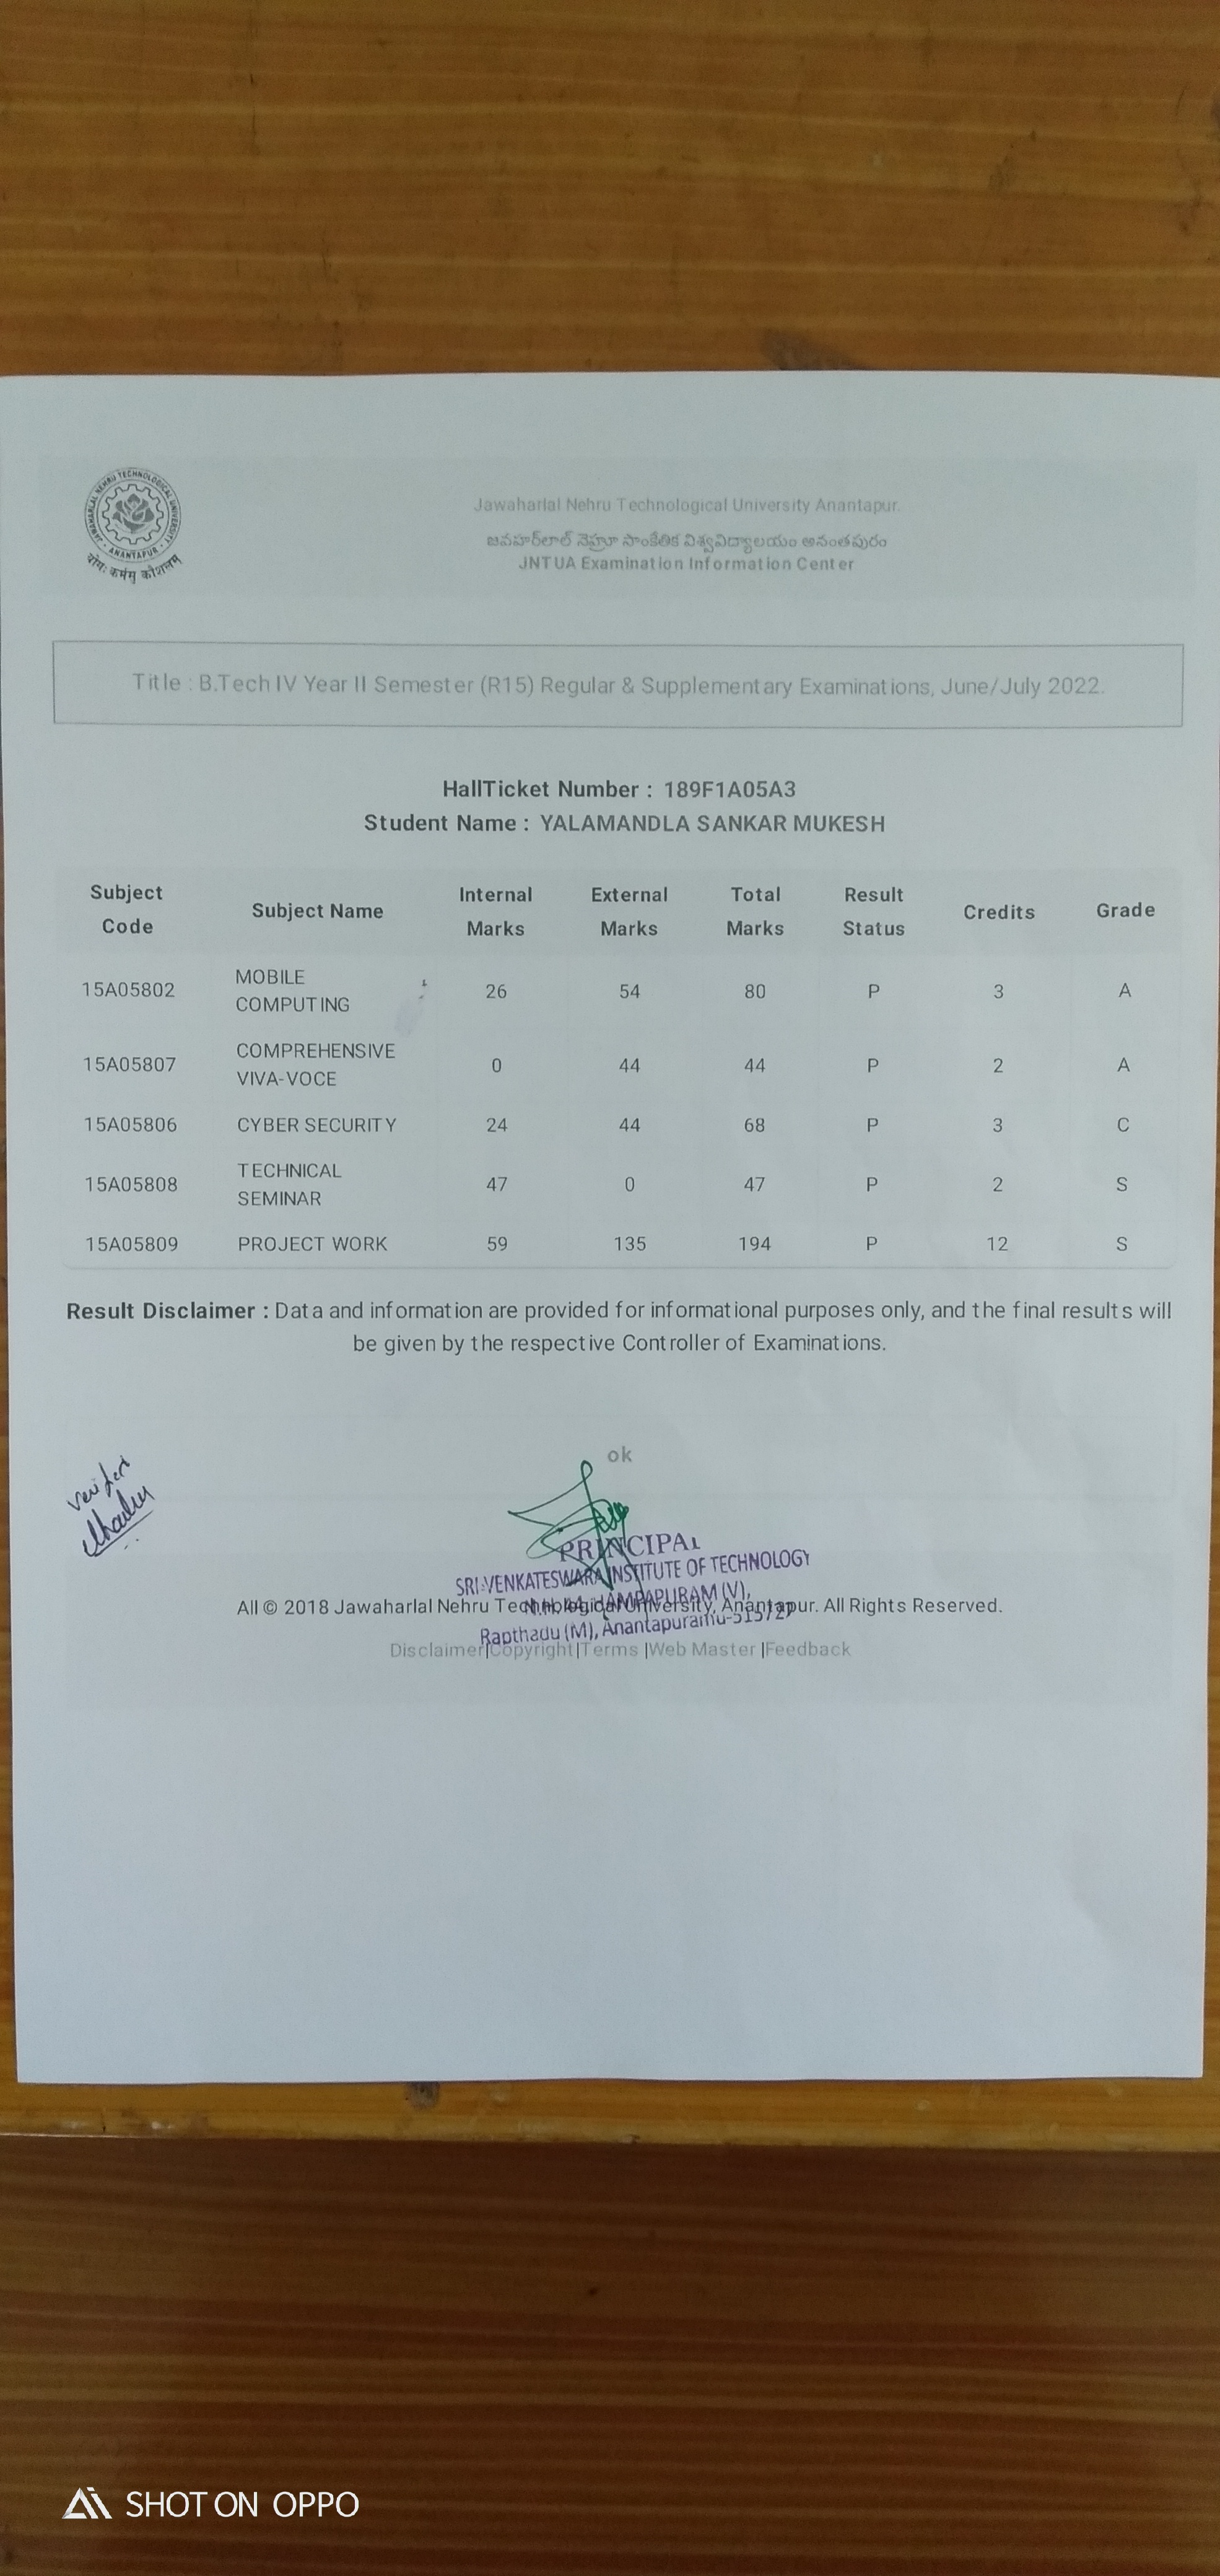 JAWAHARLAL NEHRU TECHNOLOGICAL UNIVERSITY
· ANANTAPUR ·
योगः कर्मसु कौशलम्
Jawaharlal Nehru Technological University Anantapur.
జవహర్‌లాల్ నెహ్రూ సాంకేతిక విశ్వవిద్యాలయం అనంతపురం
JNTUA Examination Information Center
Title : B.Tech IV Year II Semester (R15) Regular & Supplementary Examinations, June/July 2022.
HallTicket Number : 189F1A05A3
Student Name : YALAMANDLA SANKAR MUKESH
Subject Code Subject Name Internal Marks External Marks Total Marks Result Status Credits Grade
15A05802 MOBILE COMPUTING 26 54 80 P 3 A
15A05807 COMPREHENSIVE VIVA-VOCE 0 44 44 P 2 A
15A05806 CYBER SECURITY 24 44 68 P 3 C
15A05808 TECHNICAL SEMINAR 47 0 47 P 2 S
15A05809 PROJECT WORK 59 135 194 P 12 S
Result Disclaimer : Data and information are provided for informational purposes only, and the final results will
be given by the respective Controller of Examinations.
ok
PRINCIPAL
SRI VENKATESWARA INSTITUTE OF TECHNOLOGY
HAMPAPURAM (V),
All © 2018 Jawaharlal Nehru Technological University, Anantapur. All Rights Reserved.
Rapthadu (M), Anantapuramu-515722
Disclaimer|Copyright|Terms |Web Master |Feedback
SHOT ON OPPO